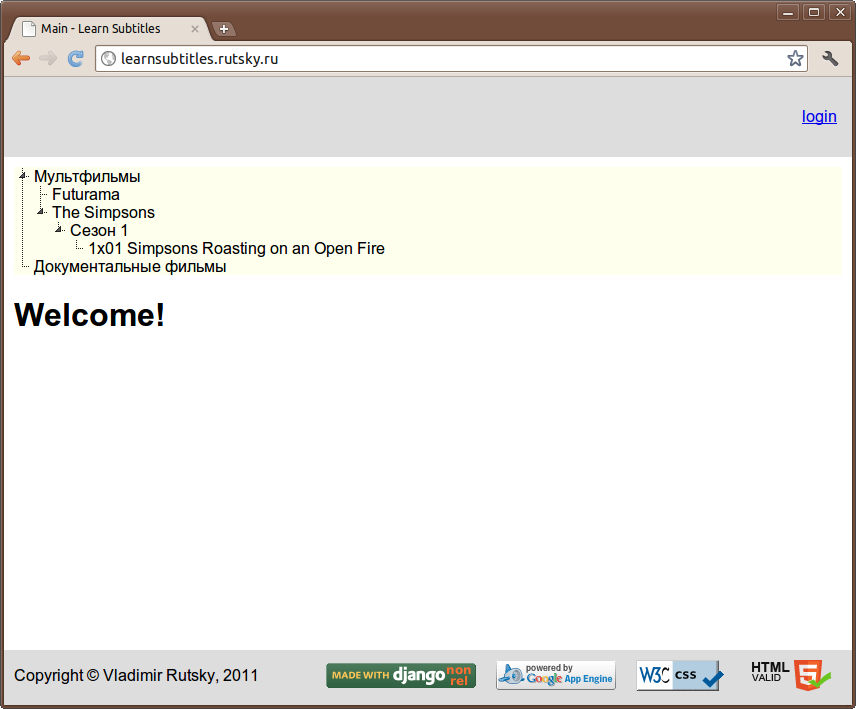 Main - Learn Subtitles
learnsubtitles.rutsky.ru
login
Мультфильмы
Futurama
The Simpsons
Сезон 1
1x01 Simpsons Roasting on an Open Fire
Документальные фильмы
Welcome!
Copyright © Vladimir Rutsky, 2011
MADE WITH django non rel
powered by
Google App Engine
W3C css
HTML
VALID
5